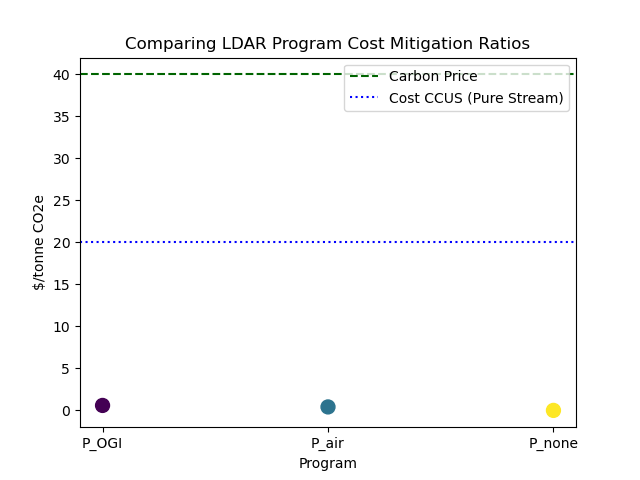 Comparing LDAR Program Cost Mitigation Ratios
Carbon Price
Cost CCUS (Pure Stream)
$/tonne CO2e
40
35
30
25
20
15
10
5
0
P_OGI
P_air
P_none
Program